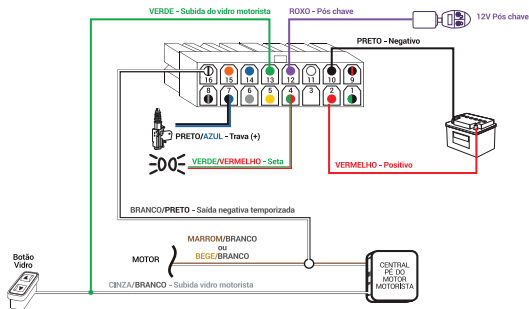 VERDE – Subida do vidro motorista
ROXO – Pós chave
12V Pós chave
PRETO – Negativo
16 15 14 13 12 11 10 9
8 7 6 5 4 3 2 1
PRETO/AZUL – Trava (+)
VERDE/VERMELHO – Seta
VERMELHO – Positivo
BRANCO/PRETO – Saída negativa temporizada
MARROM/BRANCO
ou
BEGE/BRANCO
MOTOR
Botão
Vidro
CINZA/BRANCO – Subida vidro motorista
CENTRAL
PÉ DO
MOTOR
MOTORISTA